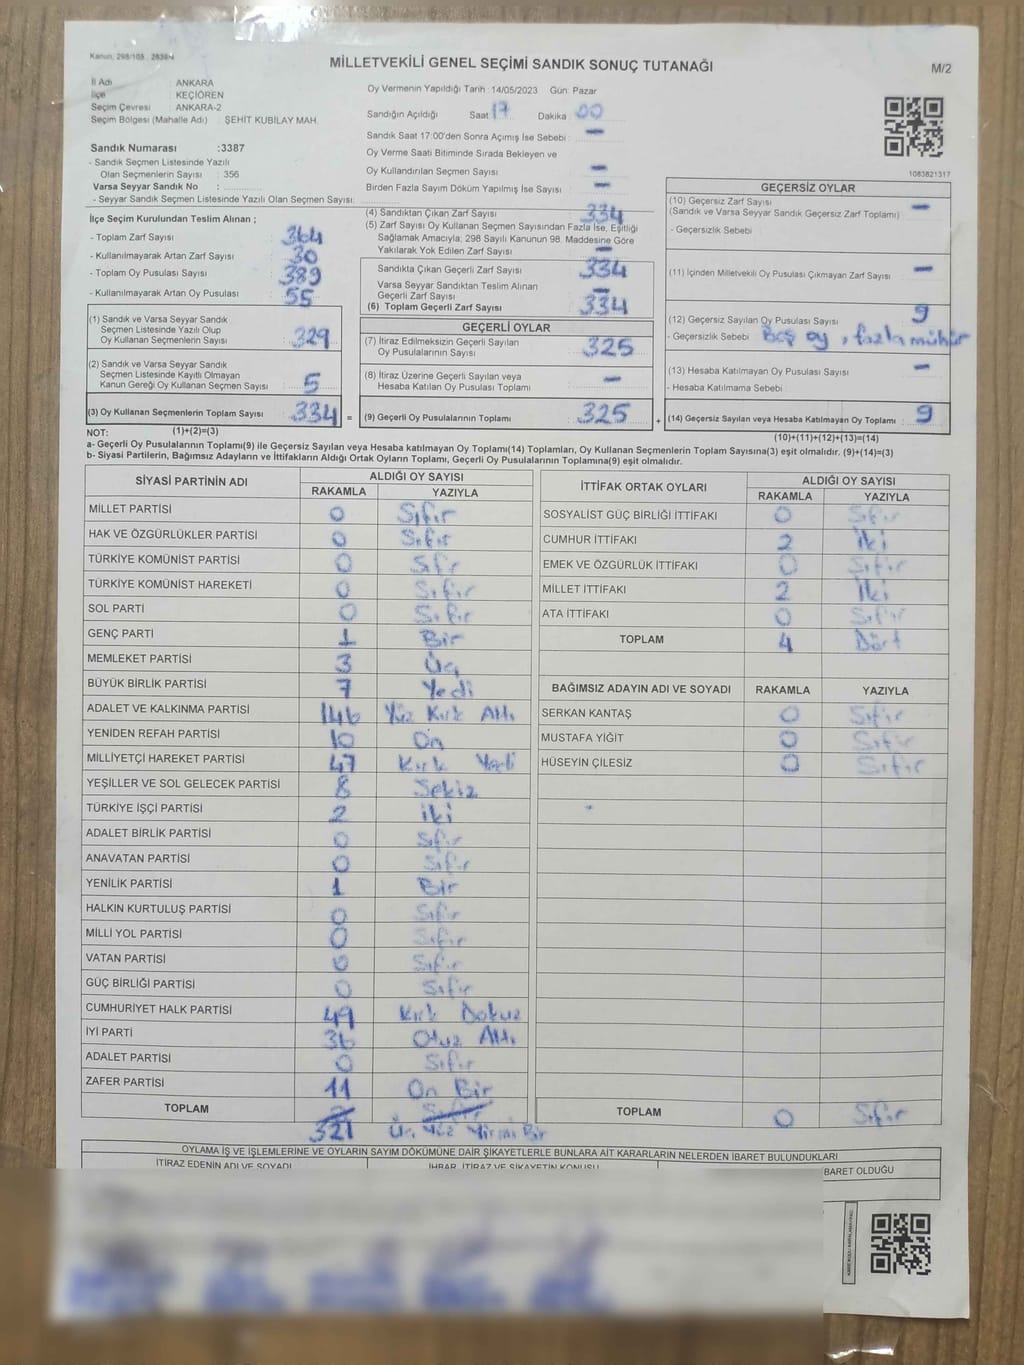 Kanun, 298/105
MİLLETVEKİLİ GENEL SEÇİMİ SANDIK SONUÇ TUTANAĞI
M/2
İl Adı ANKARA
İlçe KEÇİÖREN
Seçim Çevresi ANKARA-2
Seçim Bölgesi (Mahalle Adı) : ŞEHİT KUBİLAY MAH.
Oy Vermenin Yapıldığı Tarih : 14/05/2023 Gün: Pazar
Sandığın Açıldığı Saat 17 Dakika : 00
Sandık Saat 17:00'den Sonra Açımış İse Sebebi : —
Oy Verme Saati Bitiminde Sırada Bekleyen ve
Oy Kullandırılan Seçmen Sayısı —
Birden Fazla Sayım Döküm Yapılmış İse Sayısı : —
1083821317
Sandık Numarası :3387
- Sandık Seçmen Listesinde Yazılı
Olan Seçmenlerin Sayısı : 356
Varsa Seyyar Sandık No :
- Seyyar Sandık Seçmen Listesinde Yazılı Olan Seçmen Sayısı:
İlçe Seçim Kurulundan Teslim Alınan ;
- Toplam Zarf Sayısı : 364
- Kullanılmayarak Artan Zarf Sayısı : 30
- Toplam Oy Pusulası Sayısı : 389
- Kullanılmayarak Artan Oy Pusulası : 55
(1) Sandık ve Varsa Seyyar Sandık
Seçmen Listesinde Yazılı Olup
Oy Kullanan Seçmenlerin Sayısı : 329
(2) Sandık ve Varsa Seyyar Sandık
Seçmen Listesinde Kayıtlı Olmayan
Kanun Gereği Oy Kullanan Seçmen Sayısı : 5
(3) Oy Kullanan Seçmenlerin Toplam Sayısı : 334 =
(1)+(2)=(3)
(4) Sandıktan Çıkan Zarf Sayısı : 334
(5) Zarf Sayısı Oy Kullanan Seçmen Sayısından Fazla İse, Eşitliği
Sağlamak Amacıyla; 298 Sayılı Kanunun 98. Maddesine Göre
Yakılarak Yok Edilen Zarf Sayısı : —
Sandıkta Çıkan Geçerli Zarf Sayısı : 334
Varsa Seyyar Sandıktan Teslim Alınan
Geçerli Zarf Sayısı : —
(6) Toplam Geçerli Zarf Sayısı : 334
GEÇERLİ OYLAR
(7) İtiraz Edilmeksizin Geçerli Sayılan
Oy Pusulalarının Sayısı : 325
(8) İtiraz Üzerine Geçerli Sayılan veya
Hesaba Katılan Oy Pusulası Toplamı : —
(9) Geçerli Oy Pusulalarının Toplamı : 325 +
GEÇERSİZ OYLAR
(10) Geçersiz Zarf Sayısı —
(Sandık ve Varsa Seyyar Sandık Geçersiz Zarf Toplamı)
- Geçersizlik Sebebi
(11) İçinden Milletvekili Oy Pusulası Çıkmayan Zarf Sayısı : —
(12) Geçersiz Sayılan Oy Pusulası Sayısı : 9
- Geçersizlik Sebebi : Boş oy, fazla mühür
(13) Hesaba Katılmayan Oy Pusulası Sayısı : —
- Hesaba Katılmama Sebebi
(14) Geçersiz Sayılan veya Hesaba Katılmayan Oy Toplamı : 9
(10)+(11)+(12)+(13)=(14)
NOT:
a- Geçerli Oy Pusulalarının Toplamı(9) ile Geçersiz Sayılan veya Hesaba katılmayan Oy Toplamı(14) Toplamları, Oy Kullanan Seçmenlerin Toplam Sayısına(3) eşit olmalıdır. (9)+(14)=(3)
b- Siyasi Partilerin, Bağımsız Adayların ve İttifakların Aldığı Ortak Oyların Toplamı, Geçerli Oy Pusulalarının Toplamına(9) eşit olmalıdır.
SİYASİ PARTİNİN ADI ALDIĞI OY SAYISI
RAKAMLA YAZIYLA
MİLLET PARTİSİ 0 Sıfır
HAK VE ÖZGÜRLÜKLER PARTİSİ 0 Sıfır
TÜRKİYE KOMÜNİST PARTİSİ 0 Sıfır
TÜRKİYE KOMÜNİST HAREKETİ 0 Sıfır
SOL PARTİ 0 Sıfır
GENÇ PARTİ 1 Bir
MEMLEKET PARTİSİ 3 Üç
BÜYÜK BİRLİK PARTİSİ 7 Yedi
ADALET VE KALKINMA PARTİSİ 146 Yüz Kırk Altı
YENİDEN REFAH PARTİSİ 10 On
MİLLİYETÇİ HAREKET PARTİSİ 47 Kırk Yedi
YEŞİLLER VE SOL GELECEK PARTİSİ 8 Sekiz
TÜRKİYE İŞÇİ PARTİSİ 2 iki
ADALET BİRLİK PARTİSİ 0 Sıfır
ANAVATAN PARTİSİ 0 Sıfır
YENİLİK PARTİSİ 1 Bir
HALKIN KURTULUŞ PARTİSİ 0 Sıfır
MİLLİ YOL PARTİSİ 0 Sıfır
VATAN PARTİSİ 0 Sıfır
GÜÇ BİRLİĞİ PARTİSİ 0 Sıfır
CUMHURİYET HALK PARTİSİ 49 Kırk Dokuz
İYİ PARTİ 36 Otuz Altı
ADALET PARTİSİ 0 Sıfır
ZAFER PARTİSİ 11 On Bir
TOPLAM Sıfır
321 Üç Yüz Yirmi Bir
İTTİFAK ORTAK OYLARI ALDIĞI OY SAYISI
RAKAMLA YAZIYLA
SOSYALİST GÜÇ BİRLİĞİ İTTİFAKI 0 Sıfır
CUMHUR İTTİFAKI 2 İki
EMEK VE ÖZGÜRLÜK İTTİFAKI 0 Sıfır
MİLLET İTTİFAKI 2 İki
ATA İTTİFAKI 0 Sıfır
TOPLAM 4 Dört
BAĞIMSIZ ADAYIN ADI VE SOYADI RAKAMLA YAZIYLA
SERKAN KANTAŞ 0 Sıfır
MUSTAFA YİĞİT 0 Sıfır
HÜSEYİN ÇİLESİZ 0 Sıfır
TOPLAM 0 Sıfır
OYLAMA İŞ VE İŞLEMLERİNE VE OYLARIN SAYIM DÖKÜMÜNE DAİR ŞİKAYETLERLE BUNLARA AİT KARARLARIN NELERDEN İBARET BULUNDUKLARI
İTİRAZ EDENİN ADI VE SOYADI İHBAR, İTİRAZ VE ŞİKAYETİN KONUSU BARET OLDUĞU